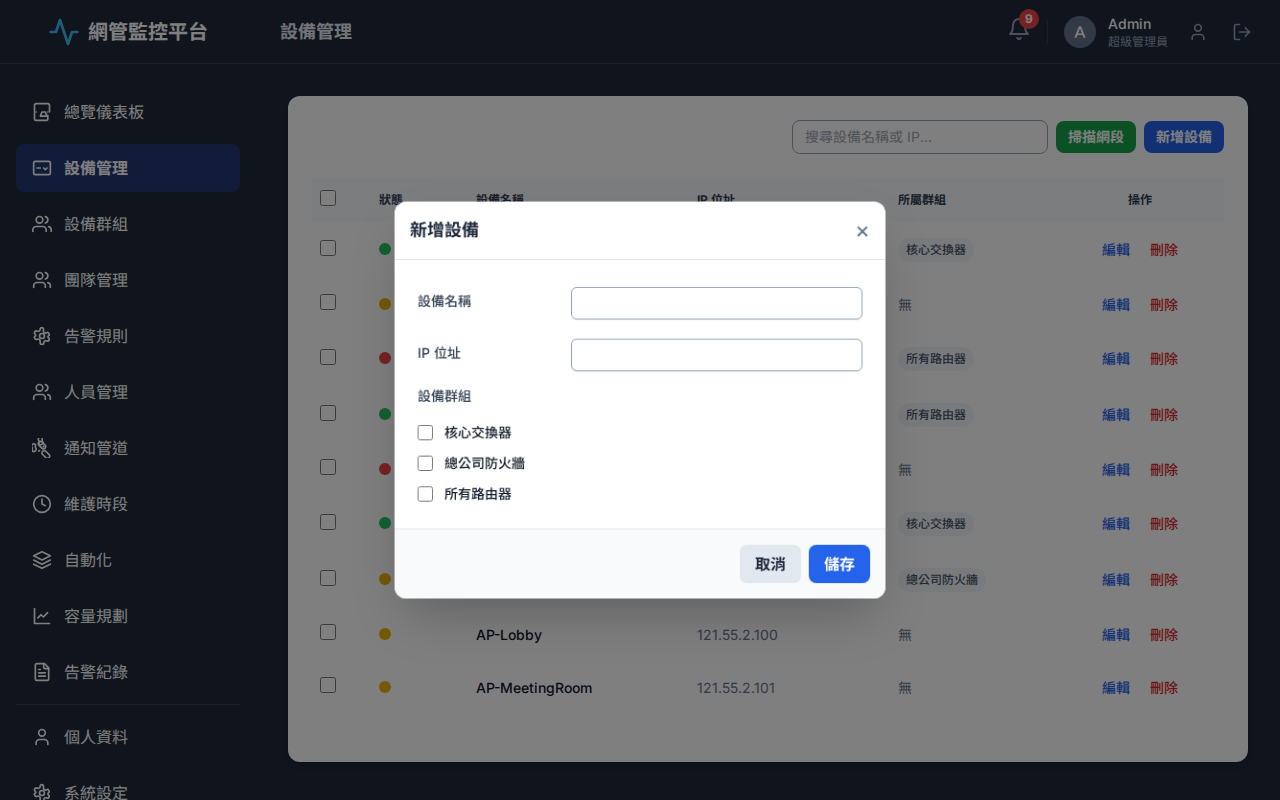 網管監控平台
設備管理
9
A
Admin
超級管理員
總覽儀表板
設備管理
設備群組
團隊管理
告警規則
人員管理
通知管道
維護時段
自動化
容量規劃
告警紀錄
個人資料
系統設定
搜尋設備名稱或 IP...
掃描網段
新增設備
狀態 設備名稱 IP 位址 所屬群組 操作
核心交換器 編輯 刪除
無 編輯 刪除
所有路由器 編輯 刪除
所有路由器 編輯 刪除
無 編輯 刪除
核心交換器 編輯 刪除
總公司防火牆 編輯 刪除
AP-Lobby 121.55.2.100 無 編輯 刪除
AP-MeetingRoom 121.55.2.101 無 編輯 刪除
新增設備
×
設備名稱
IP 位址
設備群組
核心交換器
總公司防火牆
所有路由器
取消
儲存